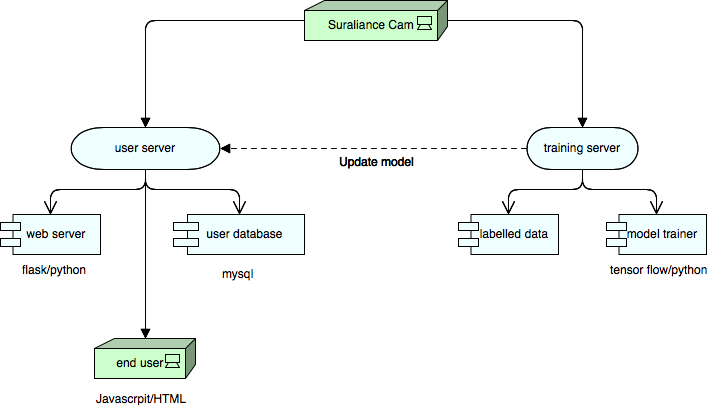 Suraliance Cam
user server
Update model
training server
web server
user database
labelled data
model trainer
flask/python
mysql
tensor flow/python
end user
Javascrpit/HTML